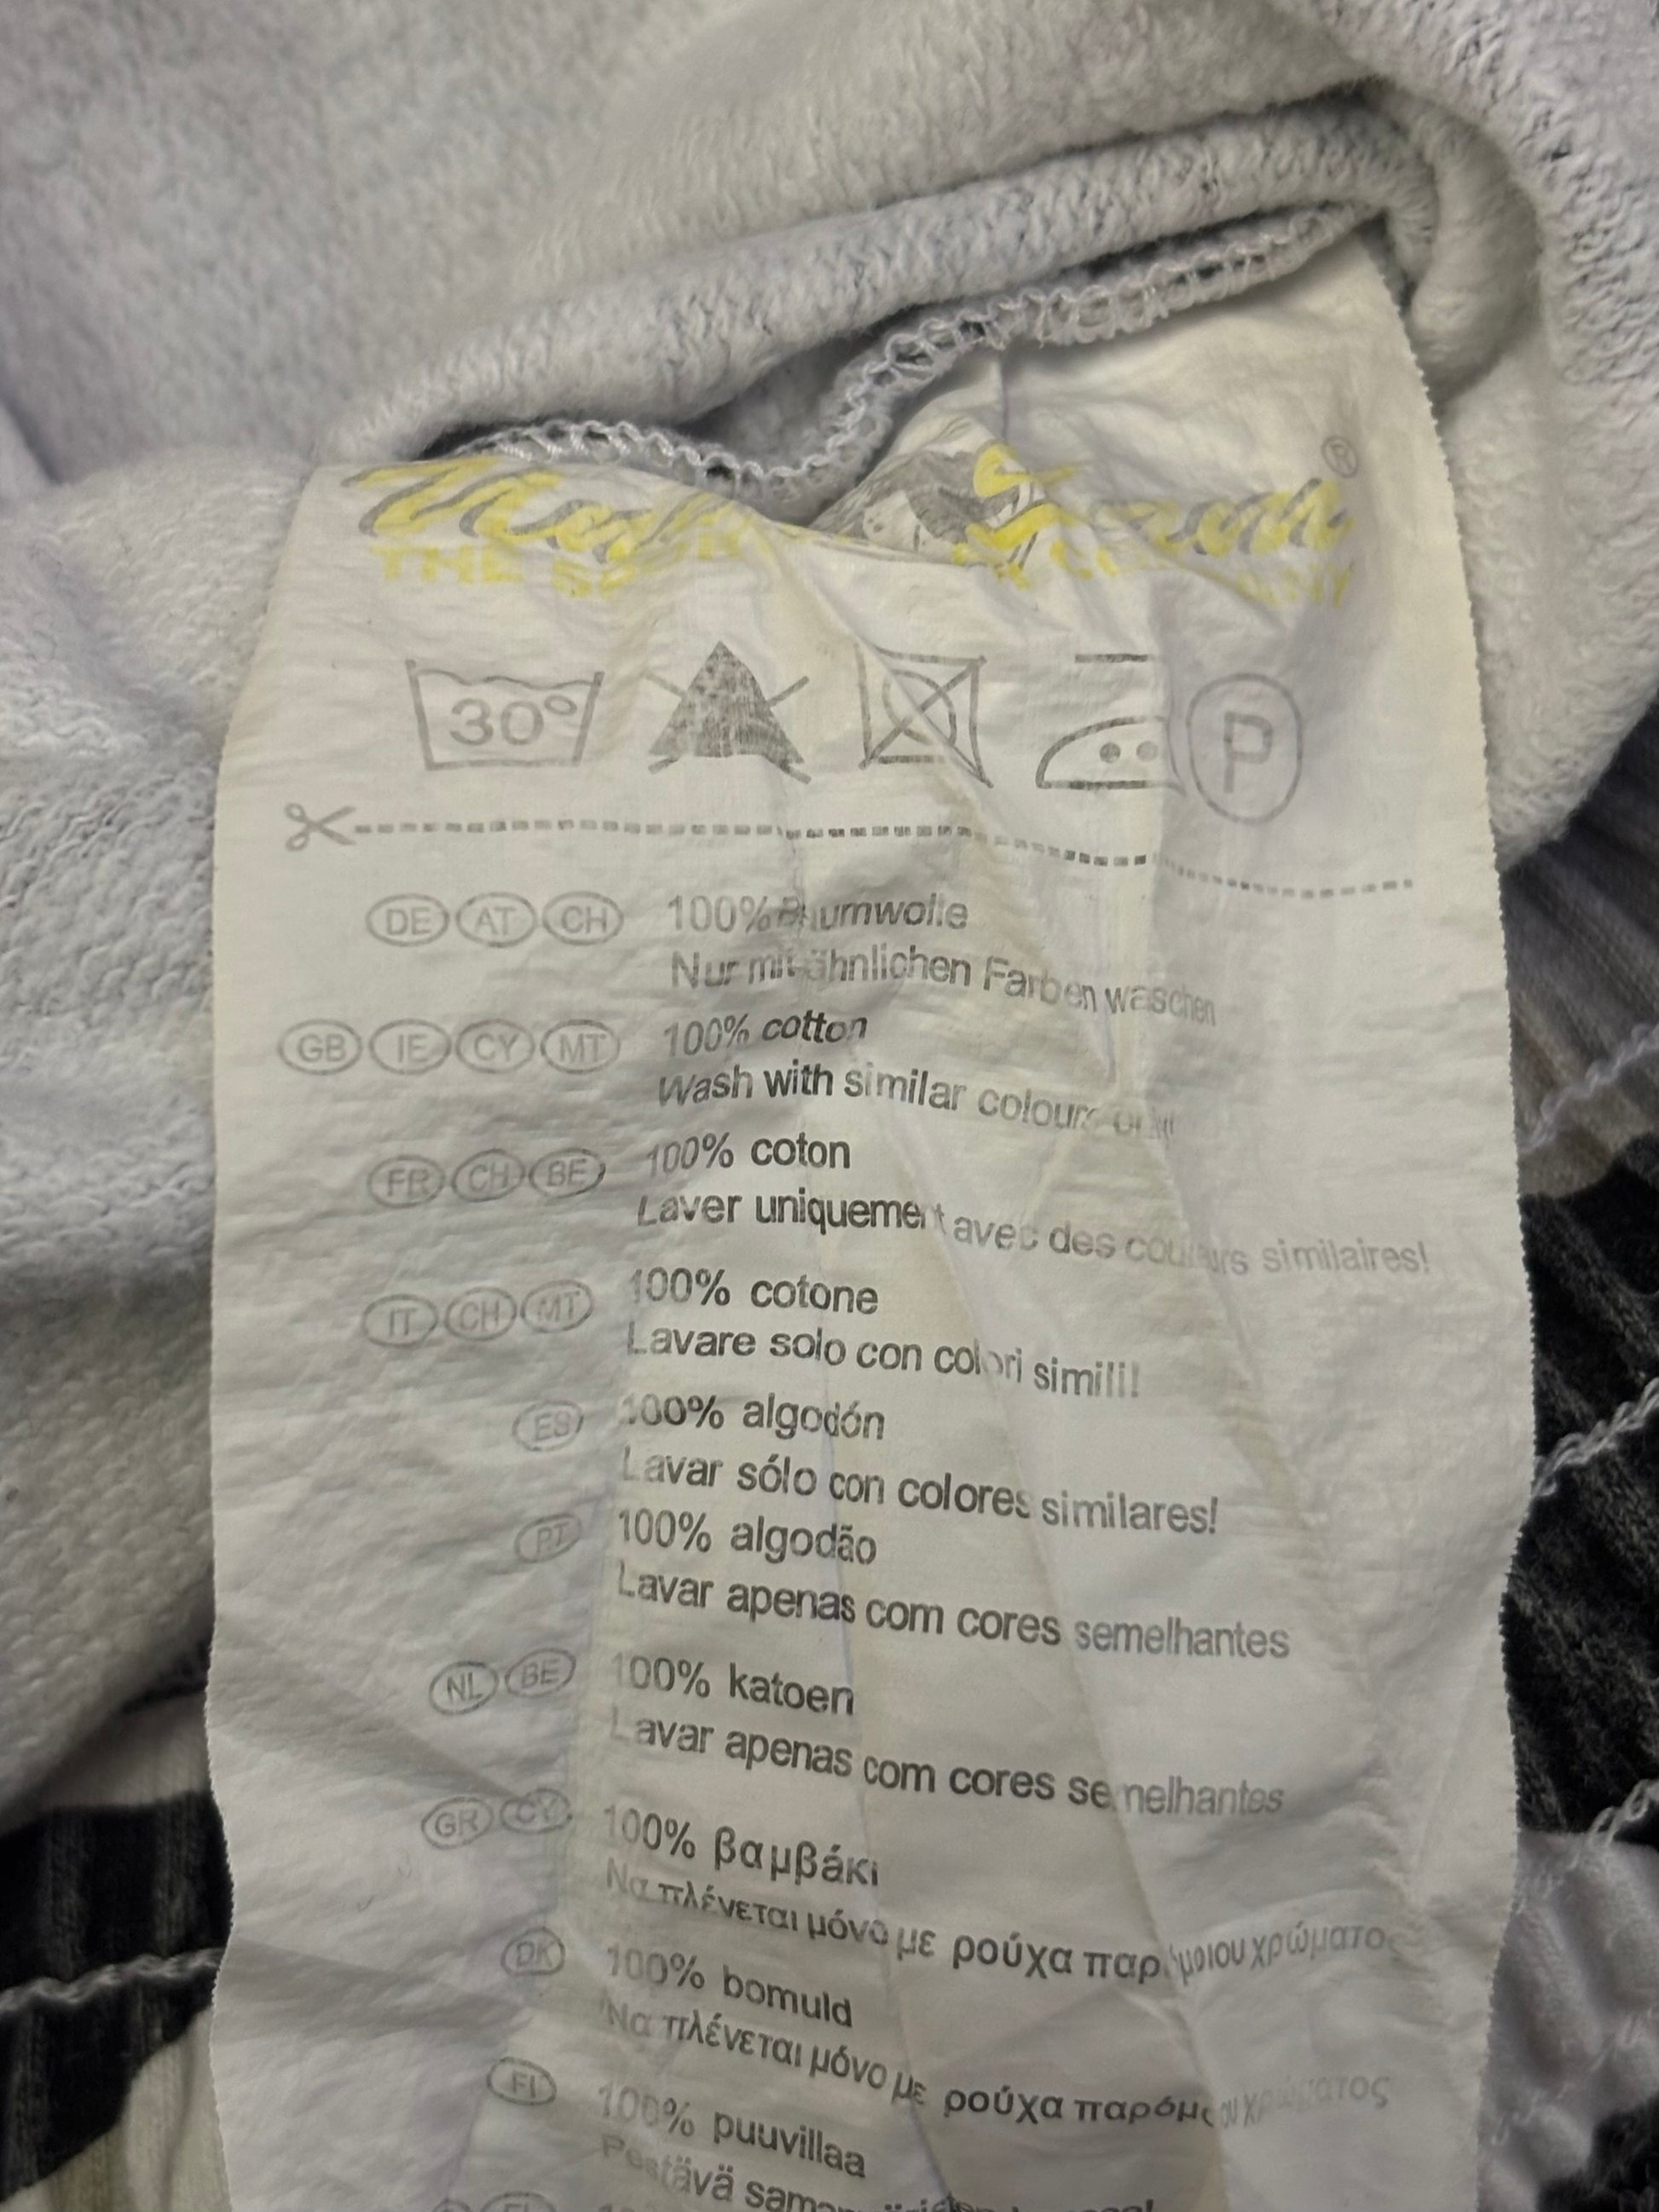 ®
THE
30°
P
DE AT CH 100% Baumwolle
Nur mit ähnlichen Farben waschen
GB IE CY MT 100% cotton
Wash with similar colours
FR CH BE 100% coton
Laver uniquement avec des couleurs similaires!
IT CH MT 100% cotone
Lavare solo con colori simili!
ES 100% algodón
Lavar sólo con colores similares!
PT 100% algodão
Lavar apenas com cores semelhantes
NL BE 100% katoen
Lavar apenas com cores semelhantes
GR CY 100% βαμβάκι
Να πλένεται μόνο με ρούχα παρόμοιου χρώματος
DK 100% bomuld
Να πλένεται μόνο με ρούχα παρόμοιου χρώματος
FI 100% puuvillaa
Pestävä